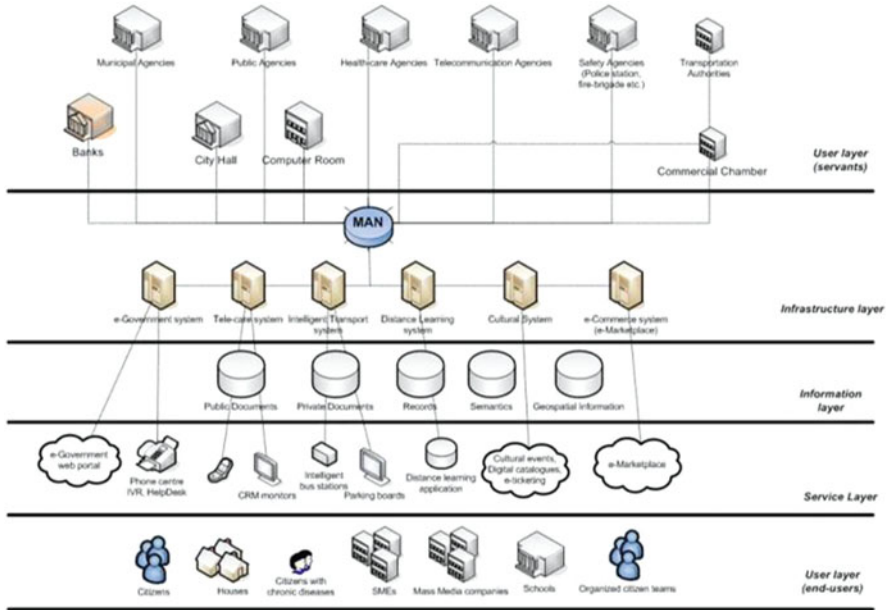 Municipal Agencies
Public Agencies
Healthcare Agencies
Telecommunication Agencies
Safety Agencies
(Police station,
fire-brigade etc.)
Transportation
Authorities
Banks
City Hall
Computer Room
Commercial Chamber
User layer
(servants)
MAN
e-Government system
Tele-care system
Intelligent Transport
system
Distance Learning
system
Cultural System
e-Commerce system
(e-Marketplace)
Infrastructure layer
Public Documents
Private Documents
Records
Semantics
Geospatial Information
Information
layer
e-Government
web portal
Phone centre
IVR, HelpDesk
CRM monitors
Intelligent
bus stations
Parking boards
Distance learning
application
Cultural events,
Digital catalogues,
e-ticketing
e-Marketplace
Service Layer
Citizens
Houses
Citizens with
chronic diseases
SMEs
Mass Media companies
Schools
Organized citizen teams
User layer
(end-users)